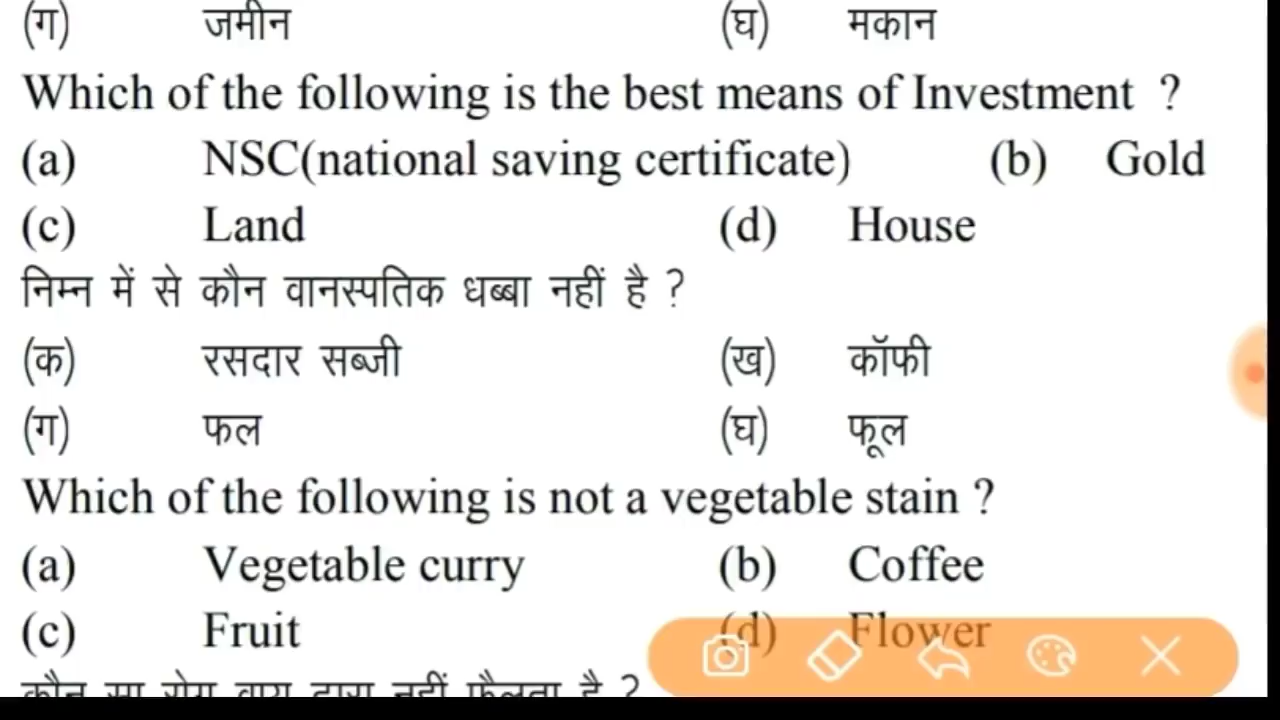 (ग) जमीन (घ) मकान
Which of the following is the best means of Investment ?
(a) NSC(national saving certificate) (b) Gold
(c) Land (d) House
निम्न में से कौन वानस्पतिक धब्बा नहीं है ?
(क) रसदार सब्जी (ख) कॉफी
(ग) फल (घ) फूल
Which of the following is not a vegetable stain ?
(a) Vegetable curry (b) Coffee
(c) Fruit (d) Flower
कौन सा रोग वायु द्वारा नहीं फैलता है ?